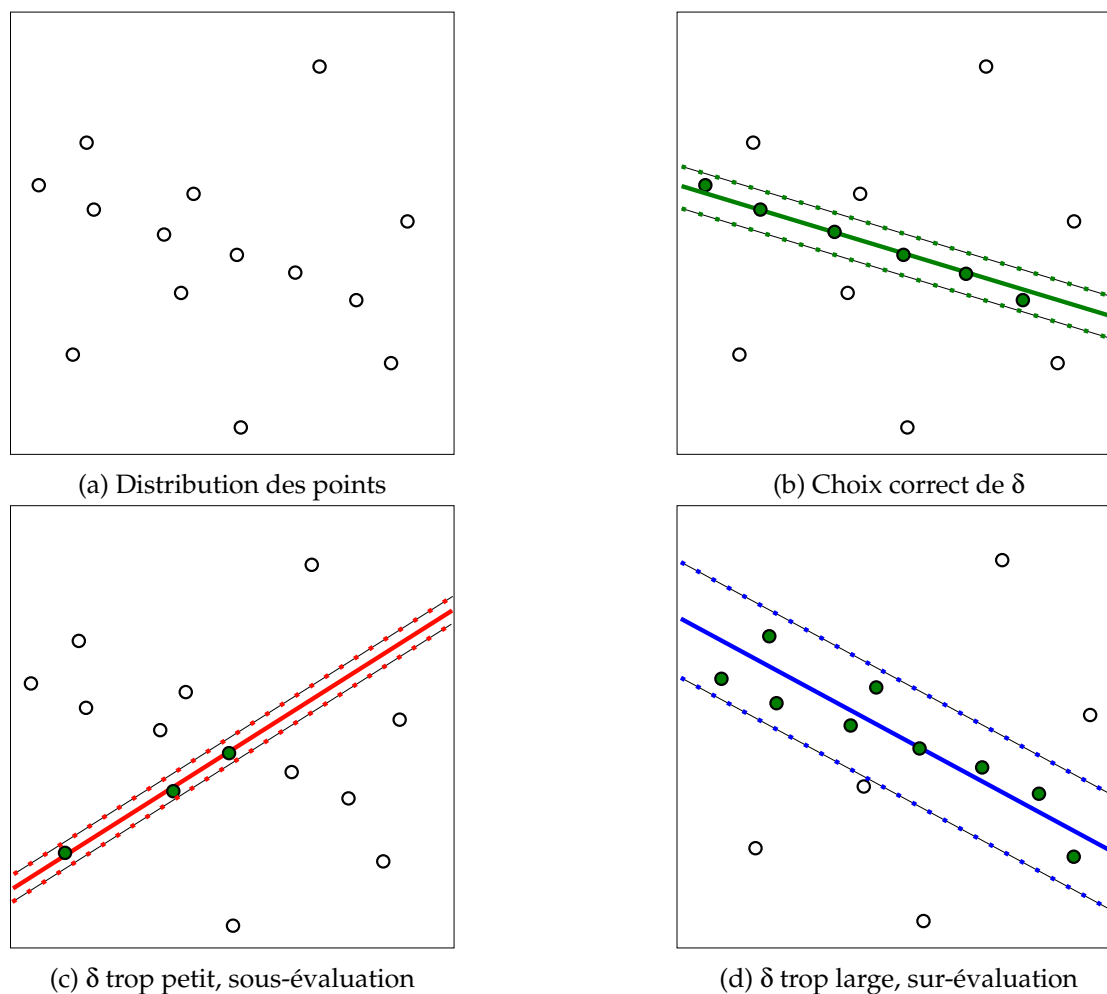 (a) Distribution des points
(b) Choix correct de δ
(c) δ trop petit, sous-évaluation
(d) δ trop large, sur-évaluation